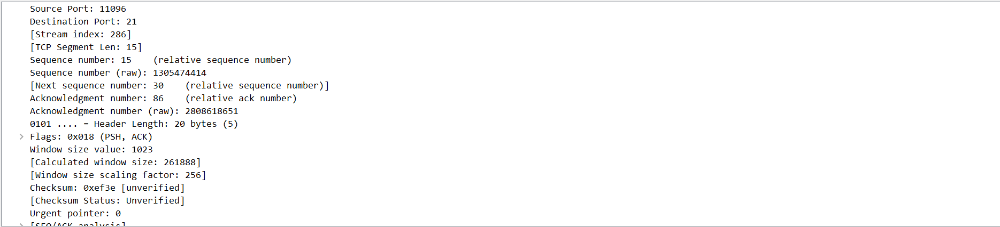 Source Port: 11096
Destination Port: 21
[Stream index: 286]
[TCP Segment Len: 15]
Sequence number: 15    (relative sequence number)
Sequence number (raw): 1305474414
[Next sequence number: 30    (relative sequence number)]
Acknowledgment number: 86    (relative ack number)
Acknowledgment number (raw): 2808618651
0101 .... = Header Length: 20 bytes (5)
Flags: 0x018 (PSH, ACK)
Window size value: 1023
[Calculated window size: 261888]
[Window size scaling factor: 256]
Checksum: 0xef3e [unverified]
[Checksum Status: Unverified]
Urgent pointer: 0
[SEQ/ACK analysis]